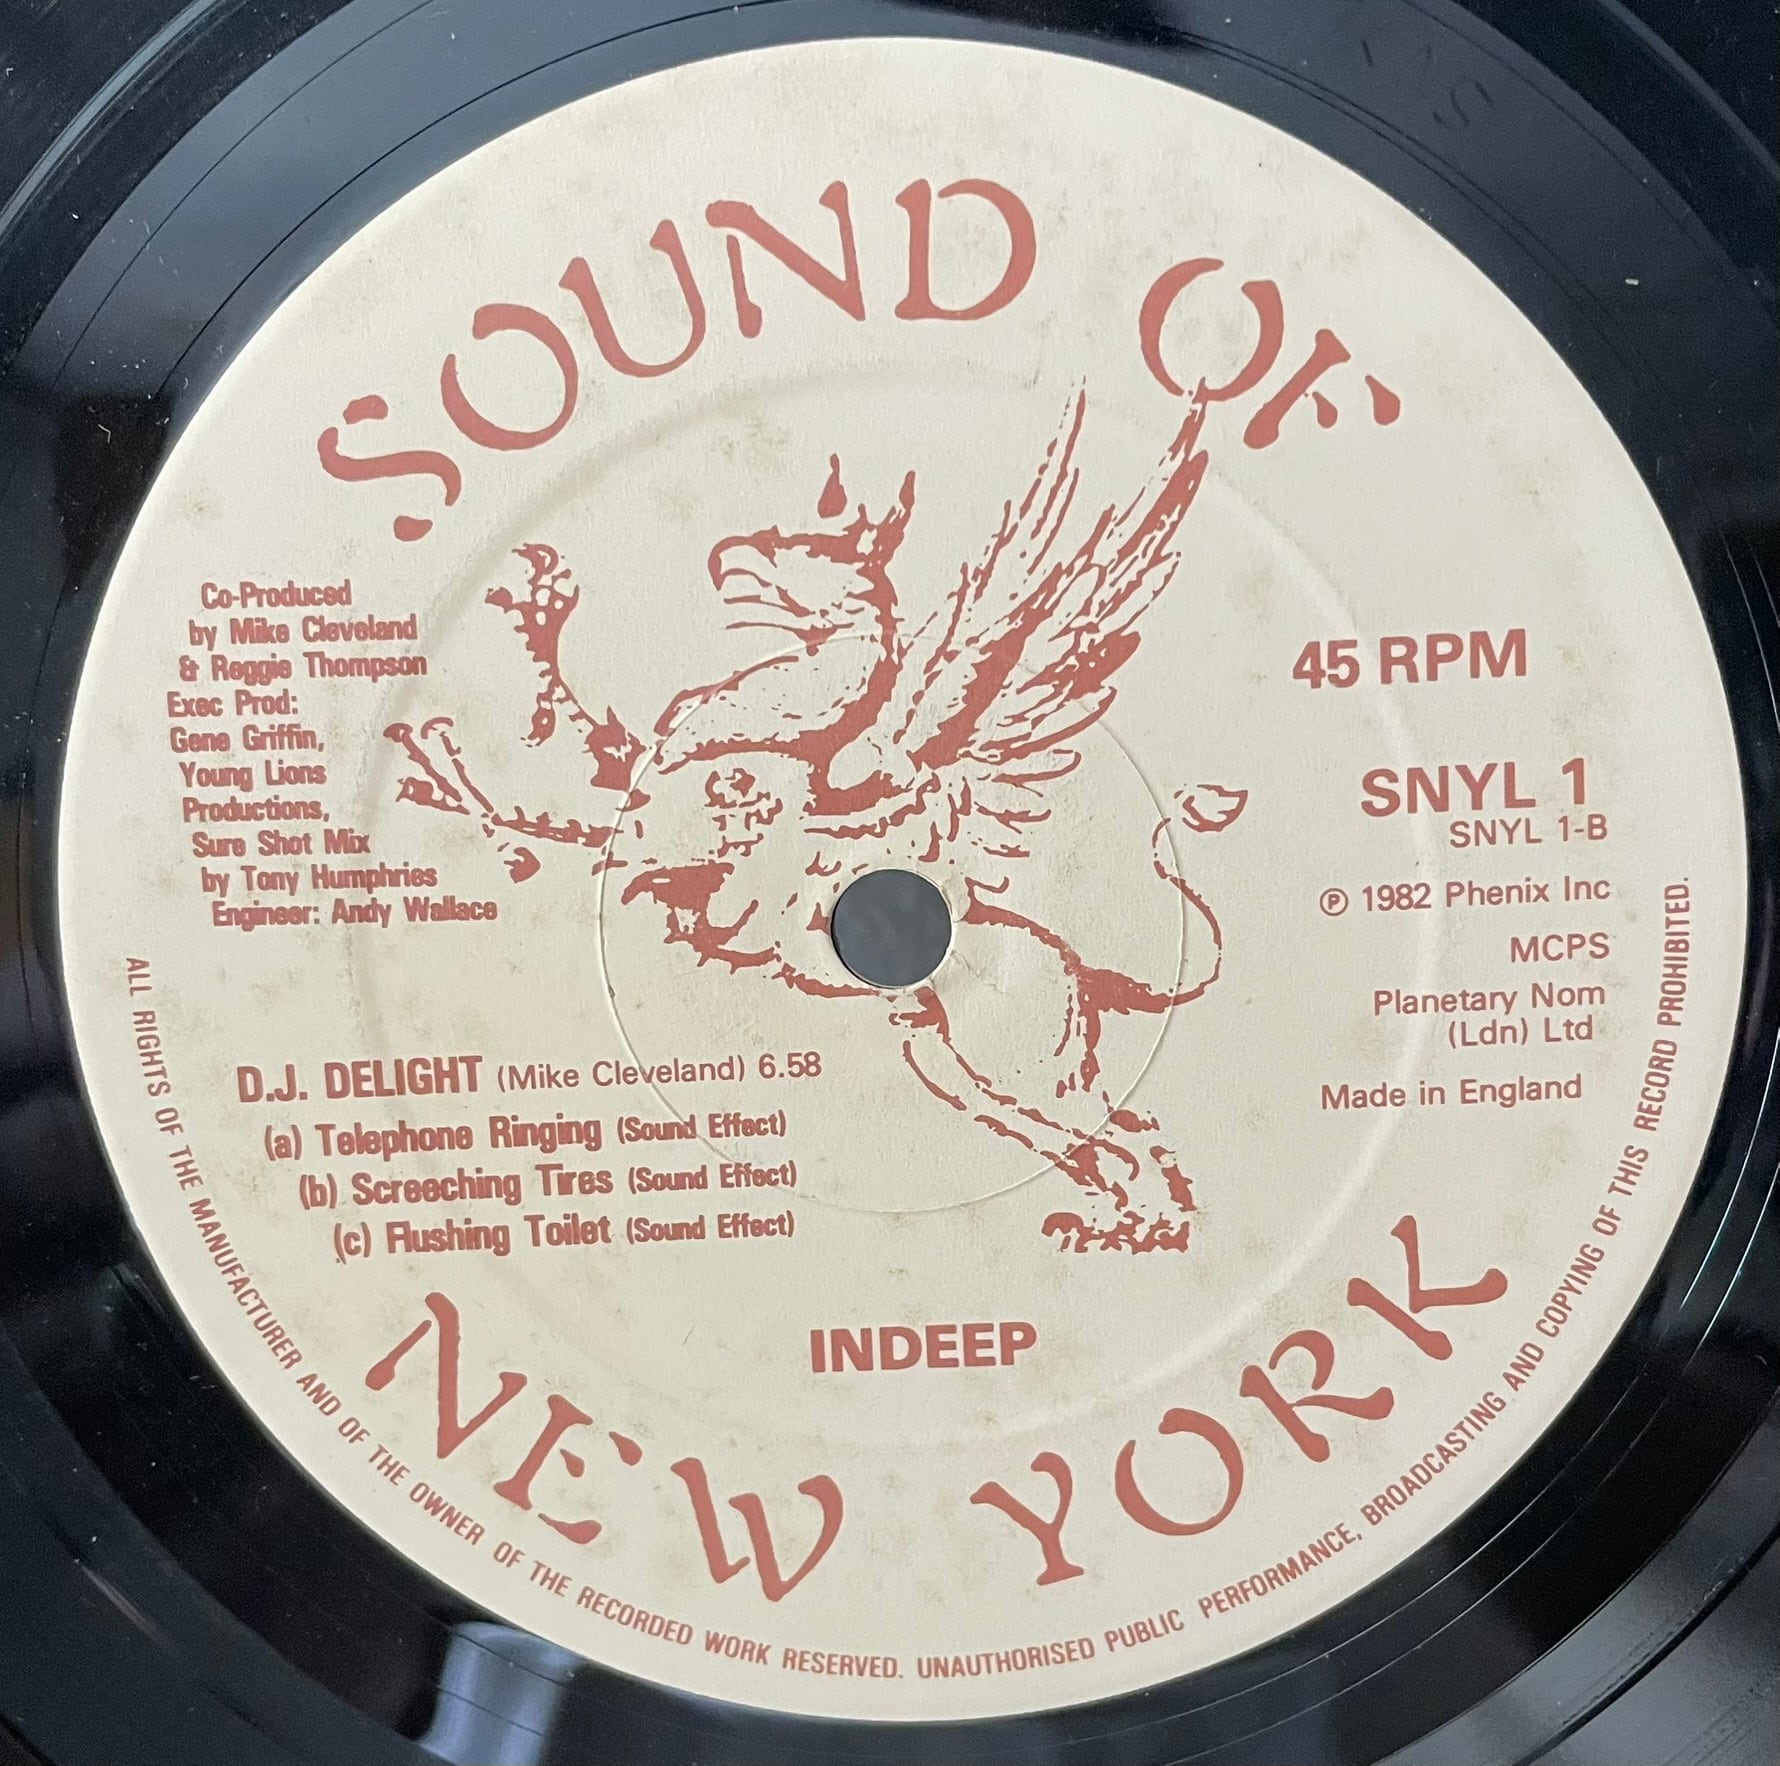 SOUND OF
Co-Produced
by Mike Cleveland
& Reggie Thompson
Exec Prod:
Gene Griffin,
Young Lions
Productions,
Sure Shot Mix
by Tony Humphries
Engineer: Andy Wallace
45 RPM
SNYL 1
SNYL 1-B
℗ 1982 Phenix Inc
MCPS
Planetary Nom
(Ldn) Ltd
Made in England
D.J. DELIGHT (Mike Cleveland) 6.58
(a) Telephone Ringing (Sound Effect)
(b) Screeching Tires (Sound Effect)
(c) Flushing Toilet (Sound Effect)
INDEEP
NEW YORK
ALL RIGHTS OF THE MANUFACTURER AND OF THE OWNER OF THE RECORDED WORK RESERVED. UNAUTHORISED PUBLIC PERFORMANCE, BROADCASTING AND COPYING OF THIS RECORD PROHIBITED.